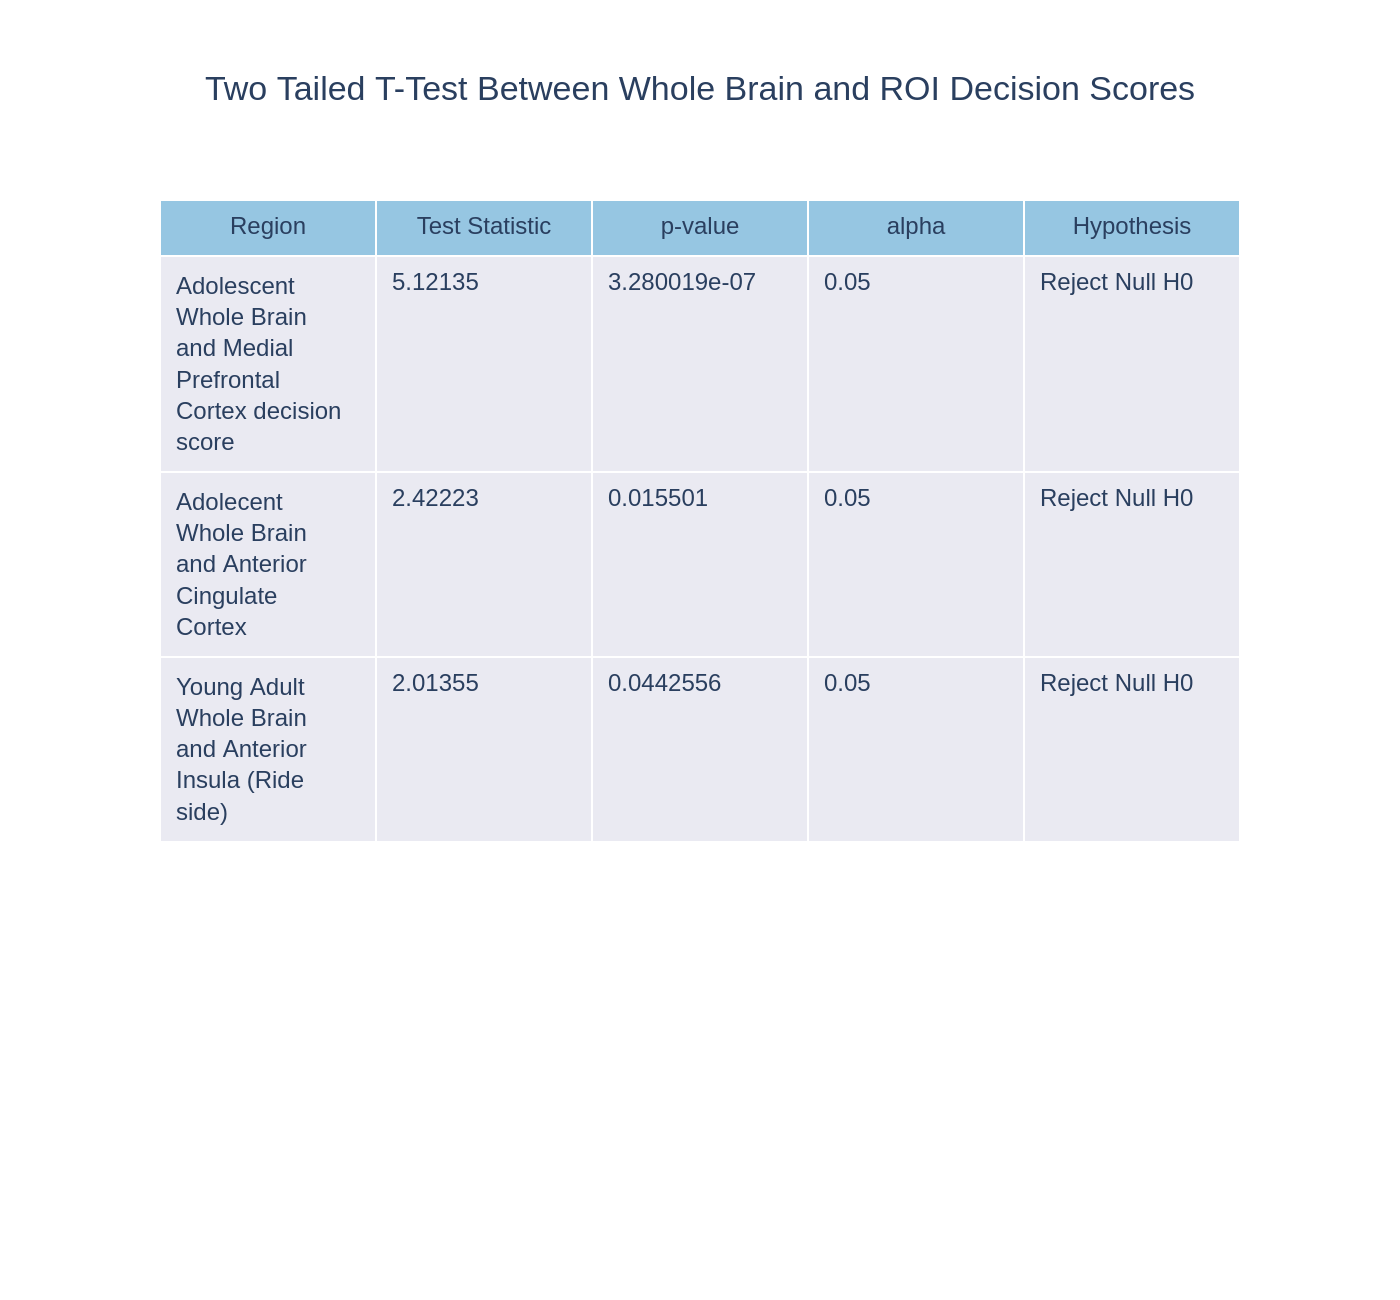 Two Tailed T-Test Between Whole Brain and ROI Decision Scores
Region Test Statistic p-value alpha Hypothesis
Adolescent 5.12135 3.280019e-07 0.05 Reject Null H0
Whole Brain
and Medial
Prefrontal
Cortex decision
score
Adolecent 2.42223 0.015501 0.05 Reject Null H0
Whole Brain
and Anterior
Cingulate
Cortex
Young Adult 2.01355 0.0442556 0.05 Reject Null H0
Whole Brain
and Anterior
Insula (Ride
side)